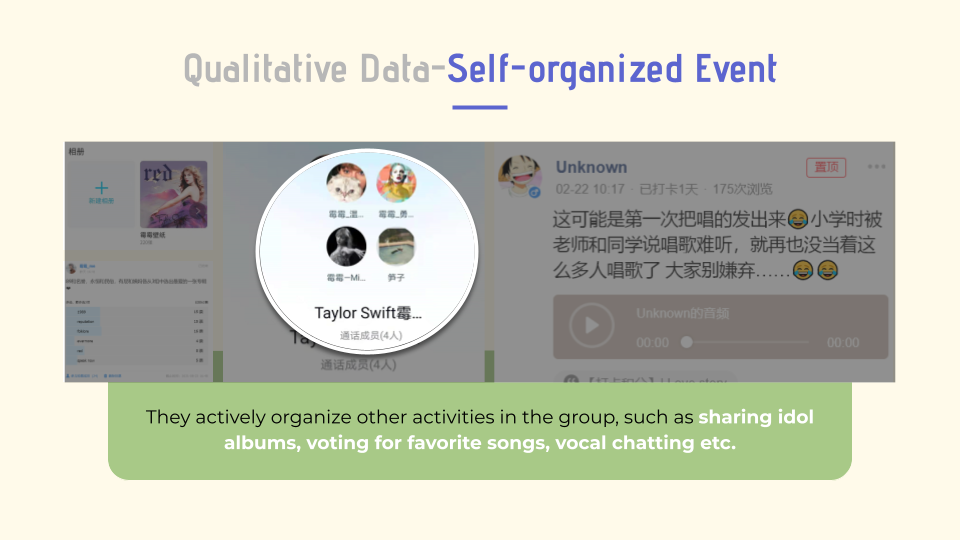 Qualitative Data-Self-organized Event
相册
red
新建相册
霉霉壁纸
霉霉_温...
霉霉_勇...
霉霉—Mi...
笋子
Taylor Swift霉...
通话成员(4人)
Ta
通话成员(4人)
Unknown
置顶
02-22 10:17 · 已打卡1天 · 175次浏览
这可能是第一次把唱的发出来😂小学时被
老师和同学说唱歌难听，就再也没当着这
么多人唱歌了 大家别嫌弃……😂😂
Unknown的音频
00:00
00:00
They actively organize other activities in the group, such as sharing idol
albums, voting for favorite songs, vocal chatting etc.